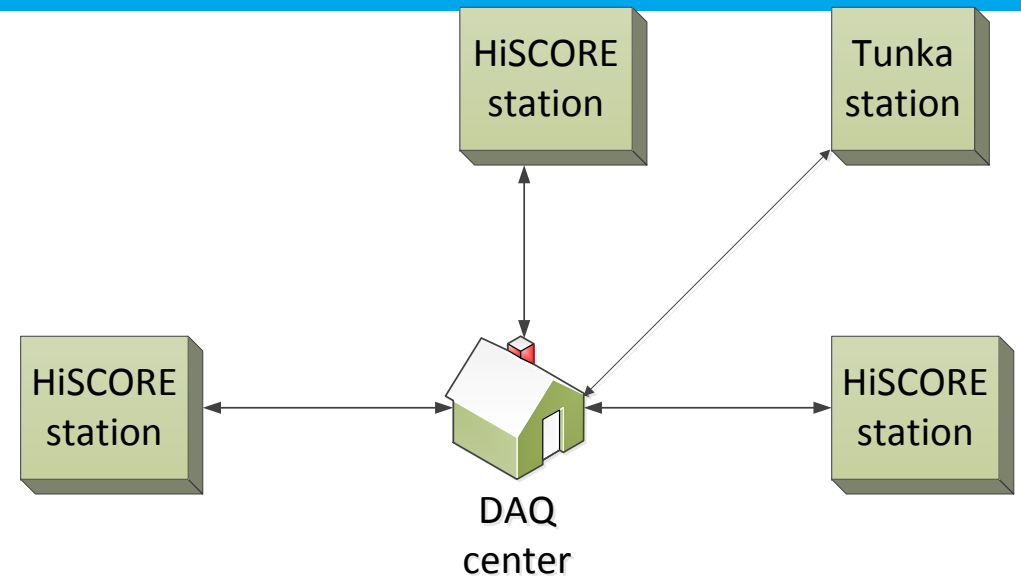 HiSCORE
station
Tunka
station
HiSCORE
station
HiSCORE
station
DAQ
center